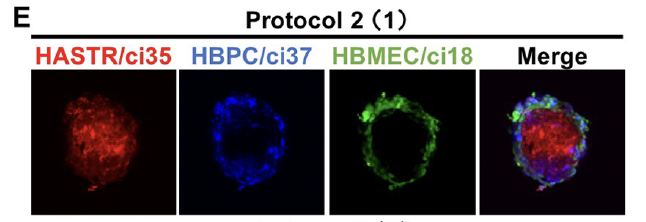 E
Protocol 2 (1)
HASTR/ci35 HBPC/ci37 HBMEC/ci18 Merge